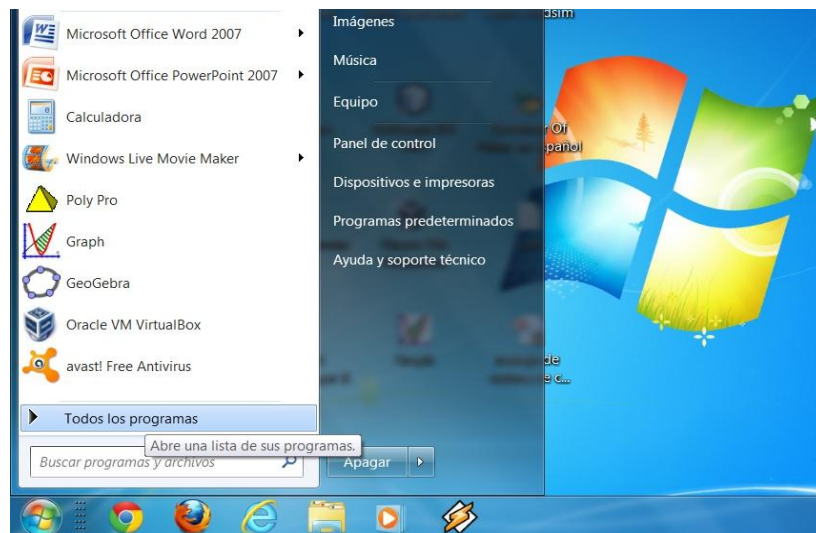 Microsoft Office Word 2007
Microsoft Office PowerPoint 2007
Calculadora
Windows Live Movie Maker
Poly Pro
Graph
GeoGebra
Oracle VM VirtualBox
avast! Free Antivirus
Todos los programas
Abre una lista de sus programas.
Buscar programas y archivos
Imágenes
Música
Equipo
Panel de control
Dispositivos e impresoras
Programas predeterminados
Ayuda y soporte técnico
Apagar
Of
de